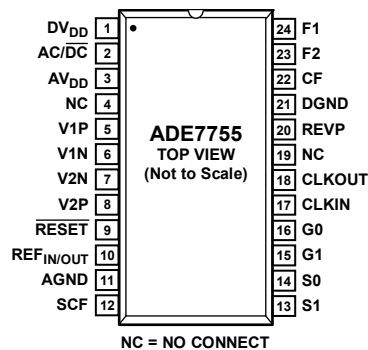 DVDD 1
AC/DC 2
AVDD 3
NC 4
V1P 5
V1N 6
V2N 7
V2P 8
RESET 9
REFIN/OUT 10
AGND 11
SCF 12
ADE7755
TOP VIEW
(Not to Scale)
24 F1
23 F2
22 CF
21 DGND
20 REVP
19 NC
18 CLKOUT
17 CLKIN
16 G0
15 G1
14 S0
13 S1
NC = NO CONNECT